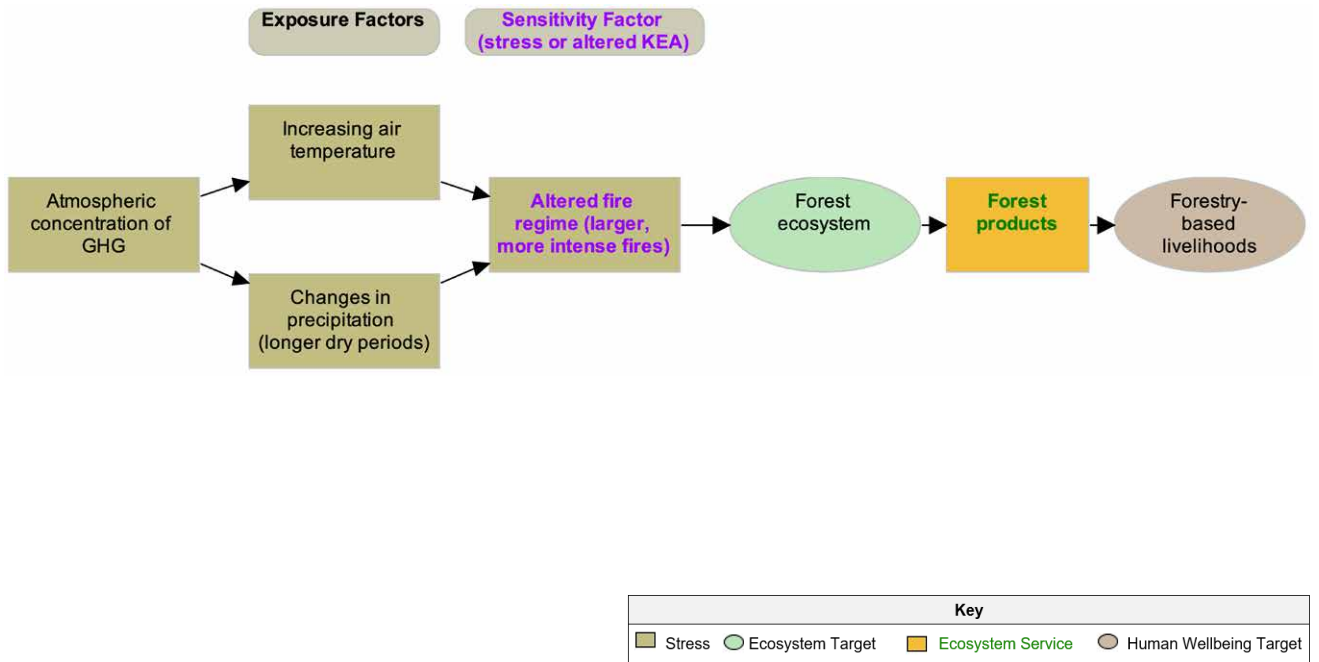 Exposure Factors
Sensitivity Factor
(stress or altered KEA)
Increasing air
temperature
Atmospheric
concentration of
GHG
Changes in
precipitation
(longer dry periods)
Altered fire
regime (larger,
more intense fires)
Forest
ecosystem
Forest
products
Forestry-
based
livelihoods
Key
Stress
Ecosystem Target
Ecosystem Service
Human Wellbeing Target